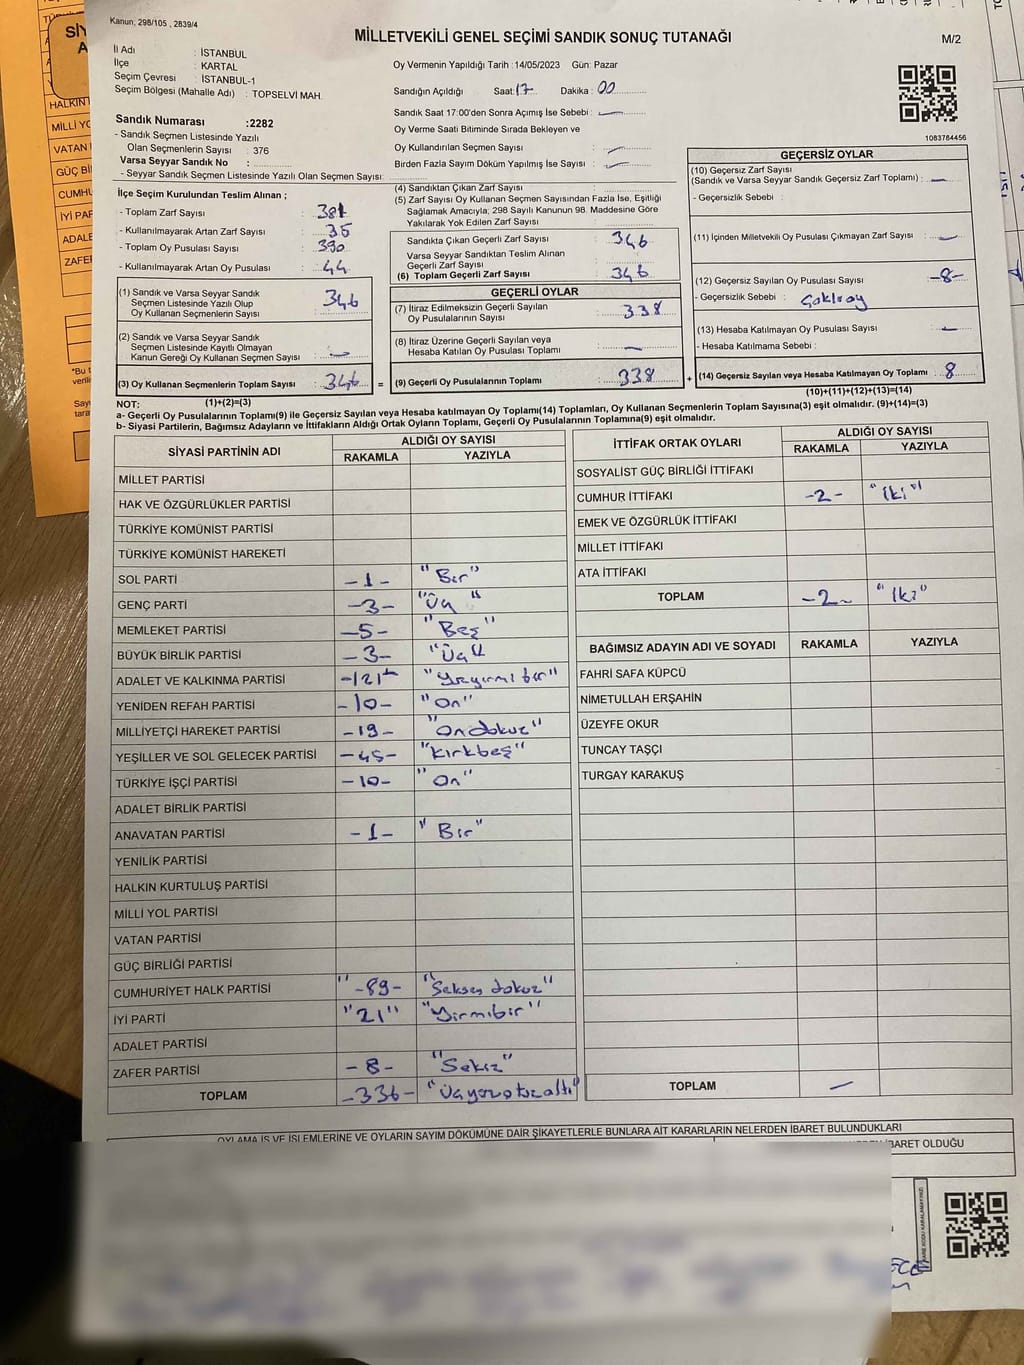 Kanun, 298/105 , 2839/4
MİLLETVEKİLİ GENEL SEÇİMİ SANDIK SONUÇ TUTANAĞI
M/2
İl Adı : İSTANBUL
İlçe : KARTAL
Seçim Çevresi : İSTANBUL-1
Seçim Bölgesi (Mahalle Adı) : TOPSELVİ MAH.
Sandık Numarası :2282
- Sandık Seçmen Listesinde Yazılı
Olan Seçmenlerin Sayısı : 376
Varsa Seyyar Sandık No :
- Seyyar Sandık Seçmen Listesinde Yazılı Olan Seçmen Sayısı:
Oy Vermenin Yapıldığı Tarih :14/05/2023 Gün: Pazar
Sandığın Açıldığı Saat: 17 Dakika : 00
Sandık Saat 17:00'den Sonra Açımış İse Sebebi : —
Oy Verme Saati Bitiminde Sırada Bekleyen ve
Oy Kullandırılan Seçmen Sayısı : —
Birden Fazla Sayım Döküm Yapılmış İse Sayısı : —
1083784456
İlçe Seçim Kurulundan Teslim Alınan ;
- Toplam Zarf Sayısı : 381
- Kullanılmayarak Artan Zarf Sayısı : 35
- Toplam Oy Pusulası Sayısı : 390
- Kullanılmayarak Artan Oy Pusulası : 44
(1) Sandık ve Varsa Seyyar Sandık
Seçmen Listesinde Yazılı Olup
Oy Kullanan Seçmenlerin Sayısı : 346
(2) Sandık ve Varsa Seyyar Sandık
Seçmen Listesinde Kayıtlı Olmayan
Kanun Gereği Oy Kullanan Seçmen Sayısı : —
(3) Oy Kullanan Seçmenlerin Toplam Sayısı : 346 =
(1)+(2)=(3)
(4) Sandıktan Çıkan Zarf Sayısı :
(5) Zarf Sayısı Oy Kullanan Seçmen Sayısından Fazla İse, Eşitliği
Sağlamak Amacıyla; 298 Sayılı Kanunun 98. Maddesine Göre
Yakılarak Yok Edilen Zarf Sayısı :
Sandıkta Çıkan Geçerli Zarf Sayısı : 346
Varsa Seyyar Sandıktan Teslim Alınan
Geçerli Zarf Sayısı :
(6) Toplam Geçerli Zarf Sayısı : 346
GEÇERLİ OYLAR
(7) İtiraz Edilmeksizin Geçerli Sayılan
Oy Pusulalarının Sayısı : 338
(8) İtiraz Üzerine Geçerli Sayılan veya
Hesaba Katılan Oy Pusulası Toplamı : —
(9) Geçerli Oy Pusulalarının Toplamı : 338 +
GEÇERSİZ OYLAR
(10) Geçersiz Zarf Sayısı
(Sandık ve Varsa Seyyar Sandık Geçersiz Zarf Toplamı) : —
- Geçersizlik Sebebi :
(11) İçinden Milletvekili Oy Pusulası Çıkmayan Zarf Sayısı : —
(12) Geçersiz Sayılan Oy Pusulası Sayısı : -8-
- Geçersizlik Sebebi :
(13) Hesaba Katılmayan Oy Pusulası Sayısı : —
- Hesaba Katılmama Sebebi :
(14) Geçersiz Sayılan veya Hesaba Katılmayan Oy Toplamı : 8
(10)+(11)+(12)+(13)=(14)
NOT:
a- Geçerli Oy Pusulalarının Toplamı(9) ile Geçersiz Sayılan veya Hesaba katılmayan Oy Toplamı(14) Toplamları, Oy Kullanan Seçmenlerin Toplam Sayısına(3) eşit olmalıdır. (9)+(14)=(3)
b- Siyasi Partilerin, Bağımsız Adayların ve İttifakların Aldığı Ortak Oyların Toplamı, Geçerli Oy Pusulalarının Toplamına(9) eşit olmalıdır.
SİYASİ PARTİNİN ADI ALDIĞI OY SAYISI
RAKAMLA YAZIYLA
MİLLET PARTİSİ
HAK VE ÖZGÜRLÜKLER PARTİSİ
TÜRKİYE KOMÜNİST PARTİSİ
TÜRKİYE KOMÜNİST HAREKETİ
SOL PARTİ -1- "Bir"
GENÇ PARTİ -3- "Üç"
MEMLEKET PARTİSİ -5- "Beş"
BÜYÜK BİRLİK PARTİSİ -3- "Üç"
ADALET VE KALKINMA PARTİSİ
YENİDEN REFAH PARTİSİ -10- "On"
MİLLİYETÇİ HAREKET PARTİSİ -19- "Ondokuz"
YEŞİLLER VE SOL GELECEK PARTİSİ -45- "Kırkbeş"
TÜRKİYE İŞÇİ PARTİSİ -10- "On"
ADALET BİRLİK PARTİSİ
ANAVATAN PARTİSİ -1- "Bir"
YENİLİK PARTİSİ
HALKIN KURTULUŞ PARTİSİ
MİLLİ YOL PARTİSİ
VATAN PARTİSİ
GÜÇ BİRLİĞİ PARTİSİ
CUMHURİYET HALK PARTİSİ "-89- "Seksen dokuz"
İYİ PARTİ "21" "Yirmibir"
ADALET PARTİSİ
ZAFER PARTİSİ -8- "Sekiz"
TOPLAM -336- "Üçyüzotuzaltı"
İTTİFAK ORTAK OYLARI ALDIĞI OY SAYISI
RAKAMLA YAZIYLA
SOSYALİST GÜÇ BİRLİĞİ İTTİFAKI
CUMHUR İTTİFAKI -2- "iki"
EMEK VE ÖZGÜRLÜK İTTİFAKI
MİLLET İTTİFAKI
ATA İTTİFAKI
TOPLAM -2- "iki"
BAĞIMSIZ ADAYIN ADI VE SOYADI RAKAMLA YAZIYLA
FAHRİ SAFA KÜPCÜ
NİMETULLAH ERŞAHİN
ÜZEYFE OKUR
TUNCAY TAŞÇI
TURGAY KARAKUŞ
TOPLAM —
OYLAMA İŞ VE İŞLEMLERİNE VE OYLARIN SAYIM DÖKÜMÜNE DAİR ŞİKAYETLERLE BUNLARA AİT KARARLARIN NELERDEN İBARET BULUNDUKLARI
BARET OLDUĞU
HALKIN
MİLLİ YO
VATAN
GÜÇ Bİ
CUMHU
İYİ PAR
ADALE
ZAFER